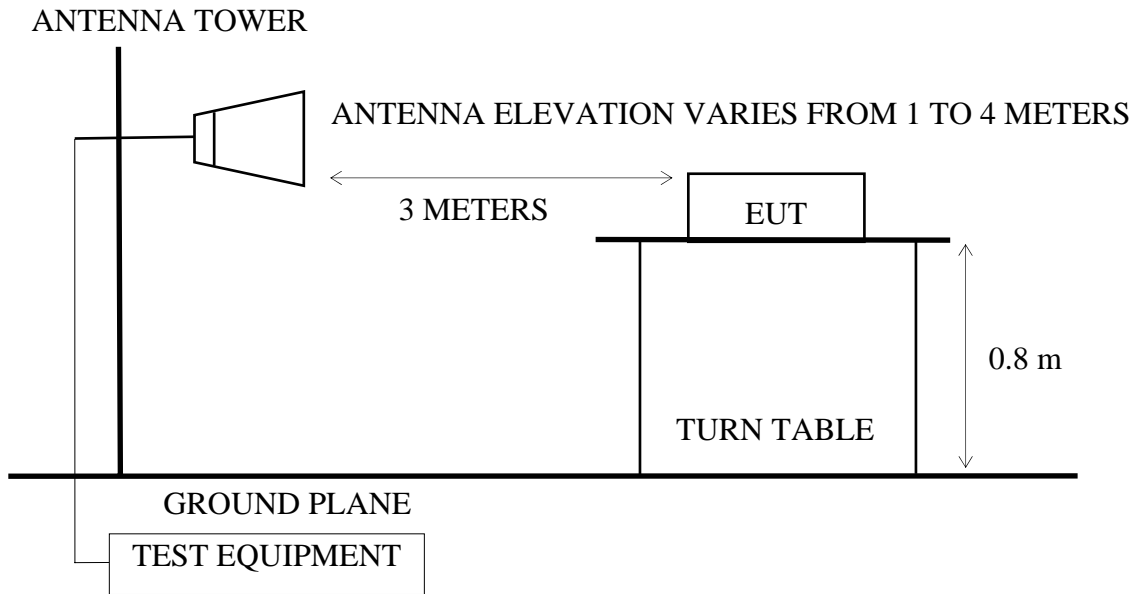 ANTENNA TOWER
ANTENNA ELEVATION VARIES FROM 1 TO 4 METERS
3 METERS
EUT
0.8 m
TURN TABLE
GROUND PLANE
TEST EQUIPMENT